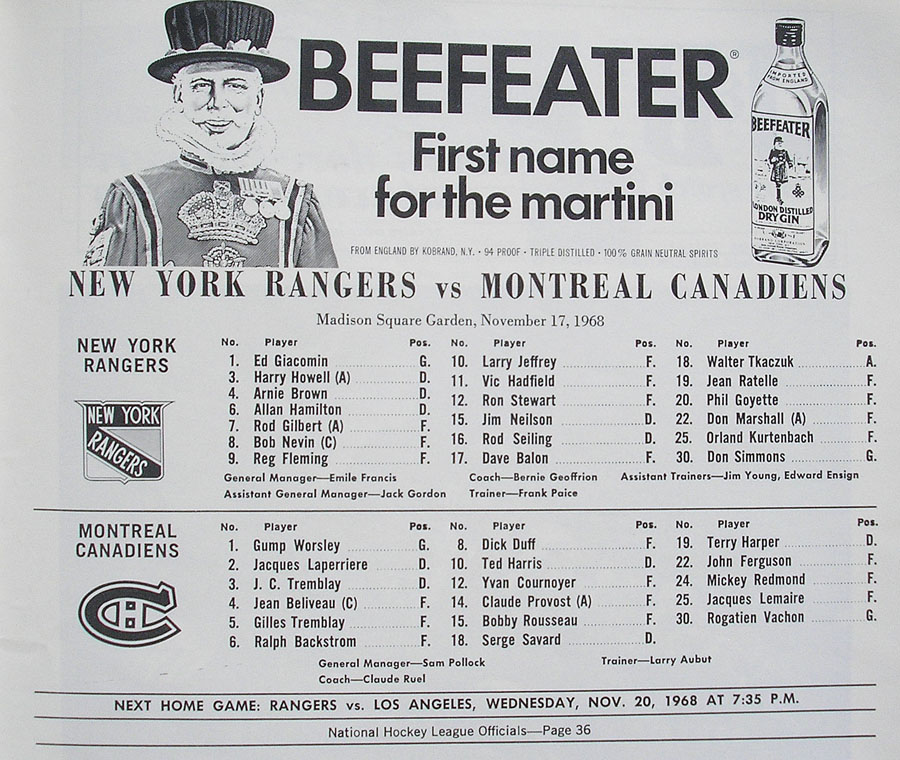 BEEFEATER®
First name
for the martini
FROM ENGLAND BY KOBRAND, N.Y. • 94 PROOF • TRIPLE DISTILLED • 100% GRAIN NEUTRAL SPIRITS
IMPORTED
FROM ENGLAND
BEEFEATER
LONDON DISTILLED
DRY GIN
NEW YORK RANGERS vs MONTREAL CANADIENS
Madison Square Garden, November 17, 1968
NEW YORK
RANGERS
NEW YORK
RANGERS
No. Player Pos. No. Player Pos. No. Player Pos.
1. Ed Giacomin G. 10. Larry Jeffrey F. 18. Walter Tkaczuk A.
3. Harry Howell (A) D. 11. Vic Hadfield F. 19. Jean Ratelle F.
4. Arnie Brown D. 12. Ron Stewart F. 20. Phil Goyette F.
6. Allan Hamilton D. 15. Jim Neilson D. 22. Don Marshall (A) F.
7. Rod Gilbert (A) F. 16. Rod Seiling D. 25. Orland Kurtenbach F.
8. Bob Nevin (C) F. 17. Dave Balon F. 30. Don Simmons G.
9. Reg Fleming F.
General Manager—Emile Francis Coach—Bernie Geoffrion Assistant Trainers—Jim Young, Edward Ensign
Assistant General Manager—Jack Gordon Trainer—Frank Paice
MONTREAL
CANADIENS
No. Player Pos. No. Player Pos. No. Player Pos.
1. Gump Worsley G. 8. Dick Duff F. 19. Terry Harper D.
2. Jacques Laperriere D. 10. Ted Harris D. 22. John Ferguson F.
3. J. C. Tremblay D. 12. Yvan Cournoyer F. 24. Mickey Redmond F.
4. Jean Beliveau (C) F. 14. Claude Provost (A) F. 25. Jacques Lemaire F.
5. Gilles Tremblay F. 15. Bobby Rousseau F. 30. Rogatien Vachon G.
6. Ralph Backstrom F. 18. Serge Savard D.
General Manager—Sam Pollock Trainer—Larry Aubut
Coach—Claude Ruel
NEXT HOME GAME: RANGERS vs. LOS ANGELES, WEDNESDAY, NOV. 20, 1968 AT 7:35 P.M.
National Hockey League Officials—Page 36